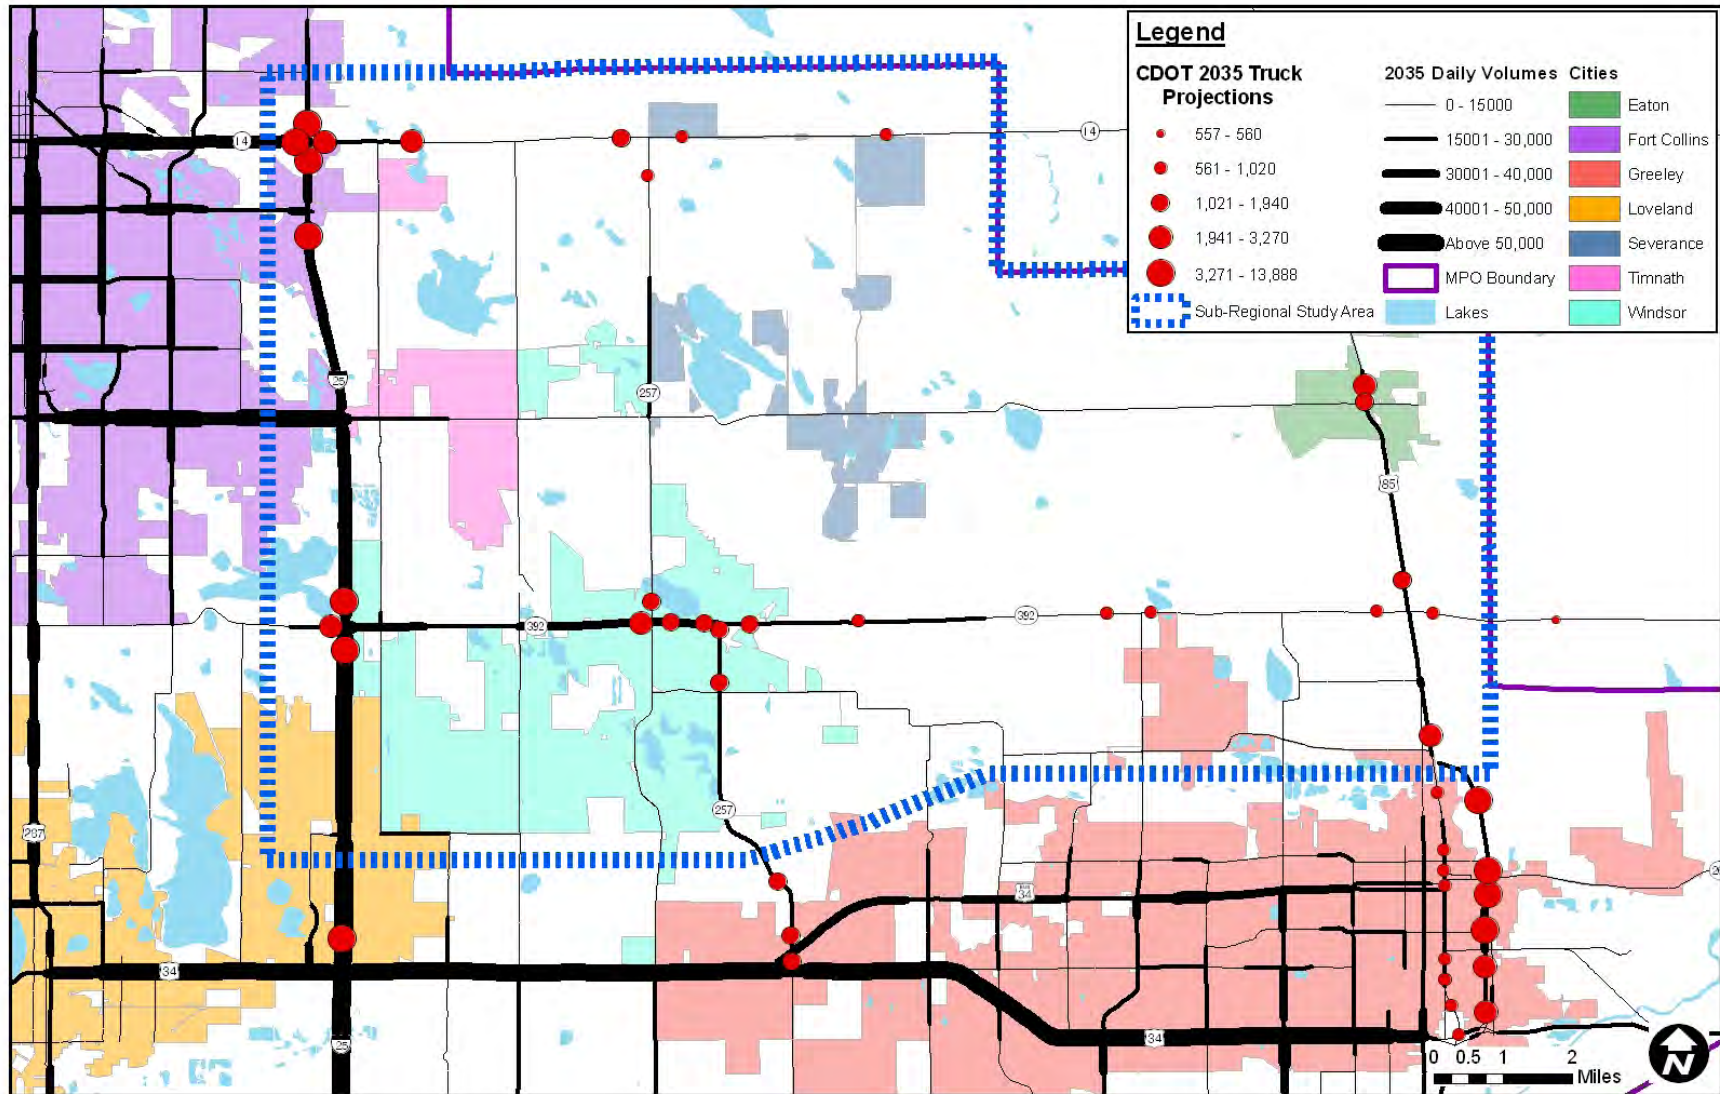 Legend
CDOT 2035 Truck
Projections
557 - 560
561 - 1,020
1,021 - 1,940
1,941 - 3,270
3,271 - 13,888
Sub-Regional Study Area
2035 Daily Volumes
0 - 15000
15001 - 30,000
30001 - 40,000
40001 - 50,000
Above 50,000
MPO Boundary
Lakes
Cities
Eaton
Fort Collins
Greeley
Loveland
Severance
Timnath
Windsor
14
14
25
257
85
392
392
257
287
34
34
25
34
N
0 0.5 1 2
Miles